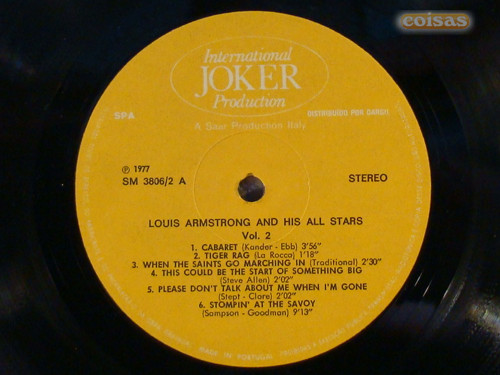 coisas
International
JOKER
Production
SPA
DISTRIBUIDO POR DARGIL
A Saar Production Italy
℗ 1977
SM 3806/2 A
STEREO
LOUIS ARMSTRONG AND HIS ALL STARS
Vol. 2
1. CABARET (Kander - Ebb) 3'56"
2. TIGER RAG (La Rocca) 1'18"
3. WHEN THE SAINTS GO MARCHING IN (Traditional) 2'30"
4. THIS COULD BE THE START OF SOMETHING BIG
(Steve Allen) 2'02"
5. PLEASE DON'T TALK ABOUT ME WHEN I'M GONE
(Stept - Clare) 2'02"
6. STOMPIN' AT THE SAVOY
(Sampson - Goodman) 9'13"
MADE IN PORTUGAL